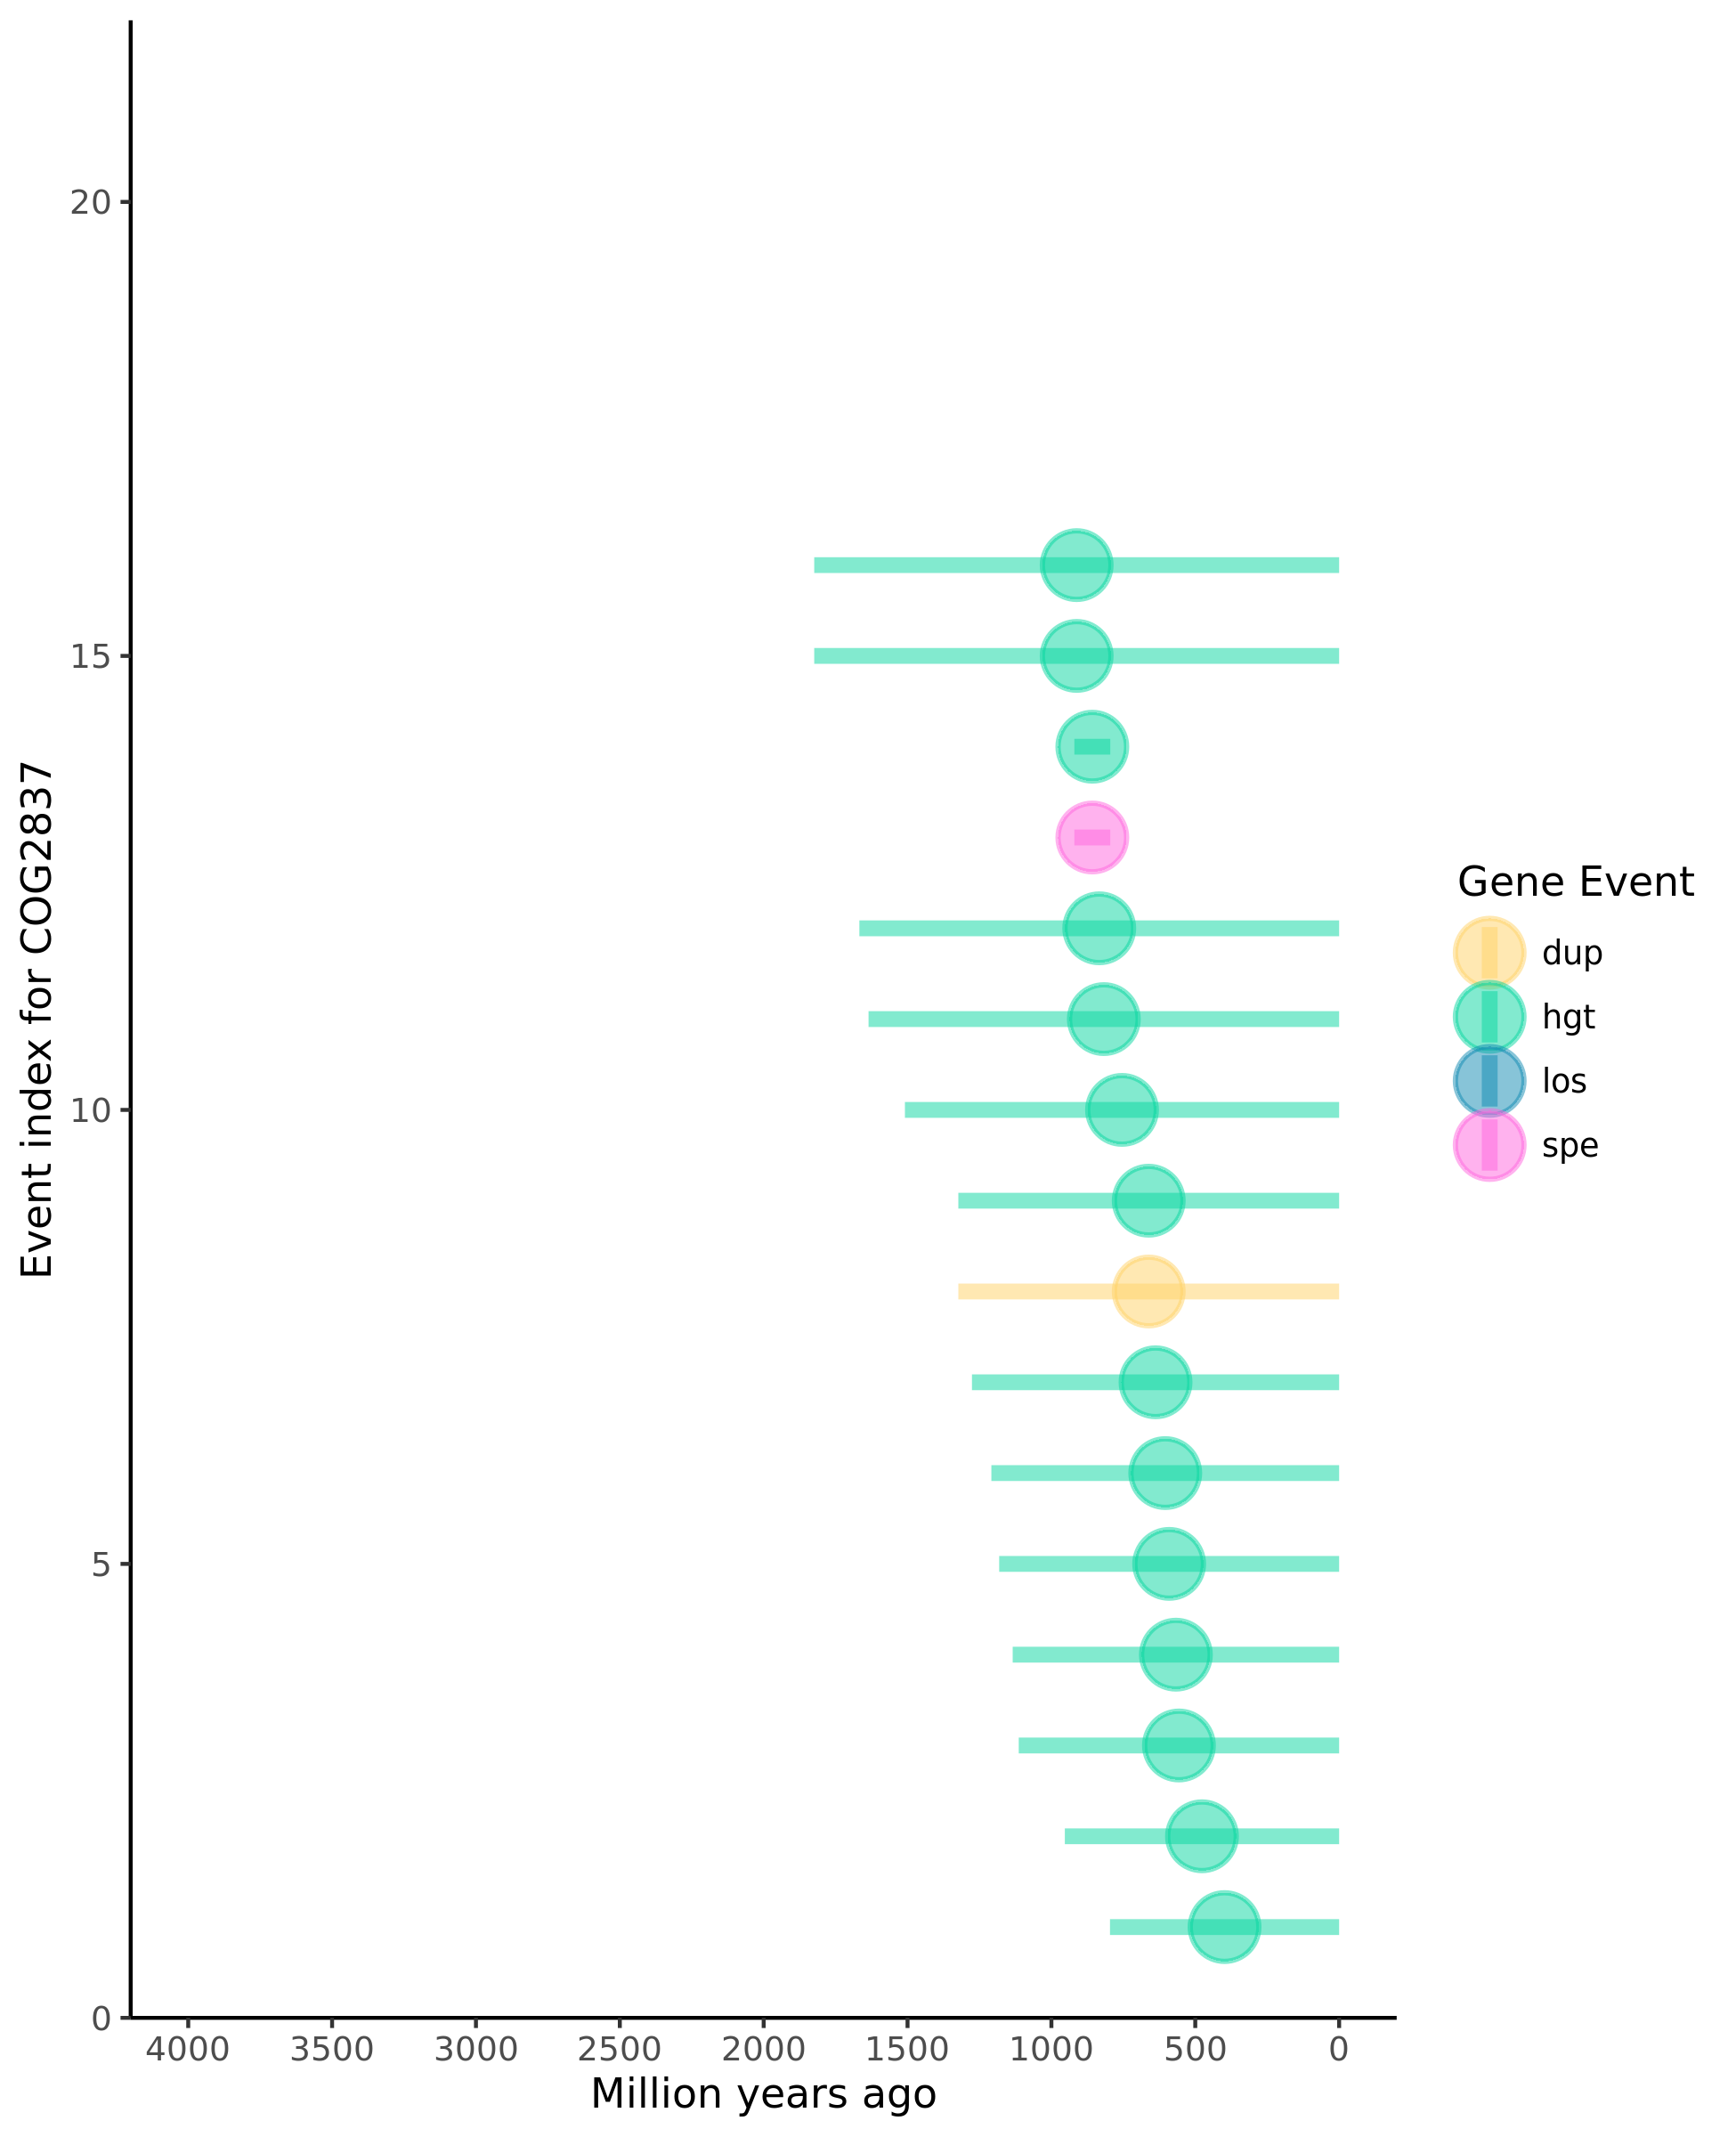 Event index for COG2837
20
15
10
5
0
4000 3500 3000 2500 2000 1500 1000 500 0
Million years ago
Gene Event
dup
hgt
los
spe